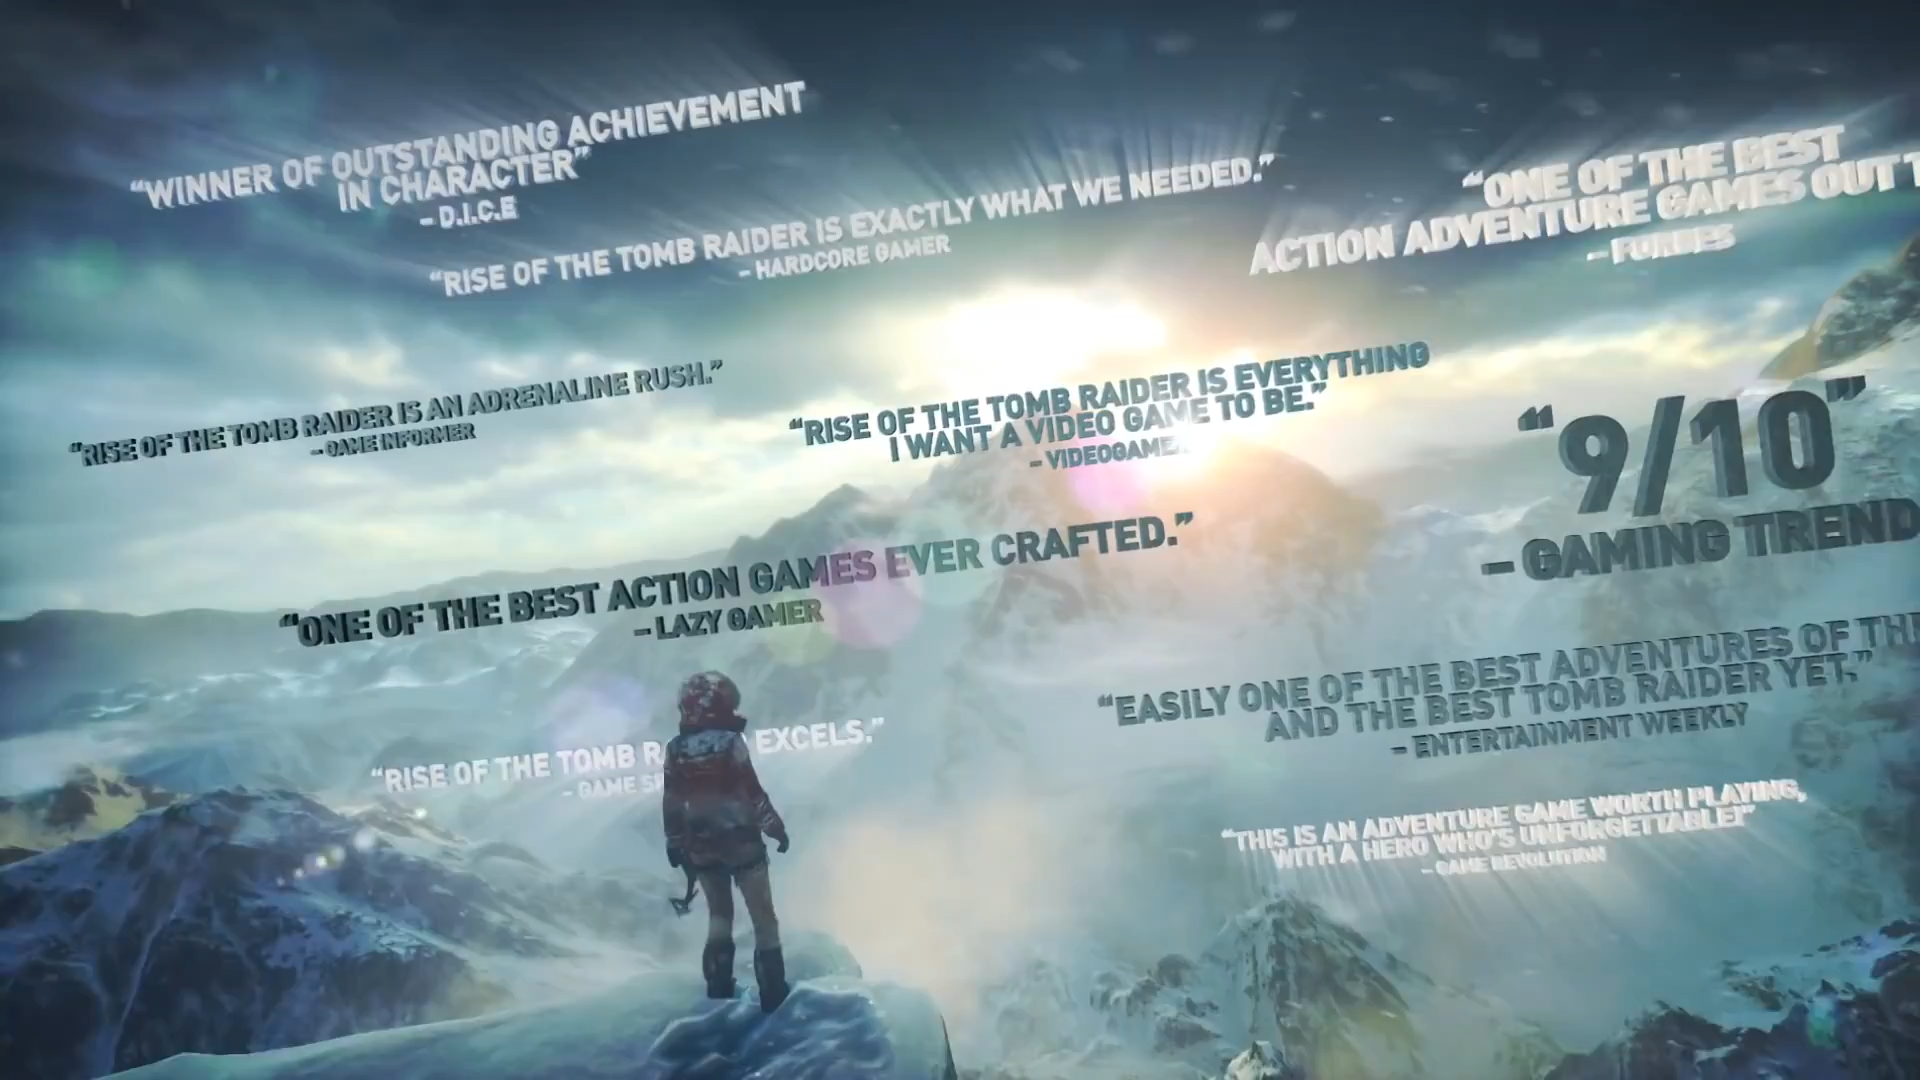 “WINNER OF OUTSTANDING ACHIEVEMENT
IN CHARACTER”
– D.I.C.E
“RISE OF THE TOMB RAIDER IS EXACTLY WHAT WE NEEDED.”
– HARDCORE GAMER
“ONE OF THE BEST
ACTION ADVENTURE GAMES OUT
– FORBES
“RISE OF THE TOMB RAIDER IS AN ADRENALINE RUSH.”
– GAME INFORMER
“RISE OF THE TOMB RAIDER IS EVERYTHING
I WANT A VIDEO GAME TO BE.”
– VIDEOGAME
“9/10”
– GAMING TREND
“ONE OF THE BEST ACTION GAMES EVER CRAFTED.”
– LAZY GAMER
“EASILY ONE OF THE BEST ADVENTURES OF
AND THE BEST TOMB RAIDER YET.”
– ENTERTAINMENT WEEKLY
“RISE OF THE TOMB EXCELS.”
– GAME
“THIS IS AN ADVENTURE GAME WORTH PLAYING,
WITH A HERO WHO’S UNFORGETTABLE!”
– GAME REVOLUTION